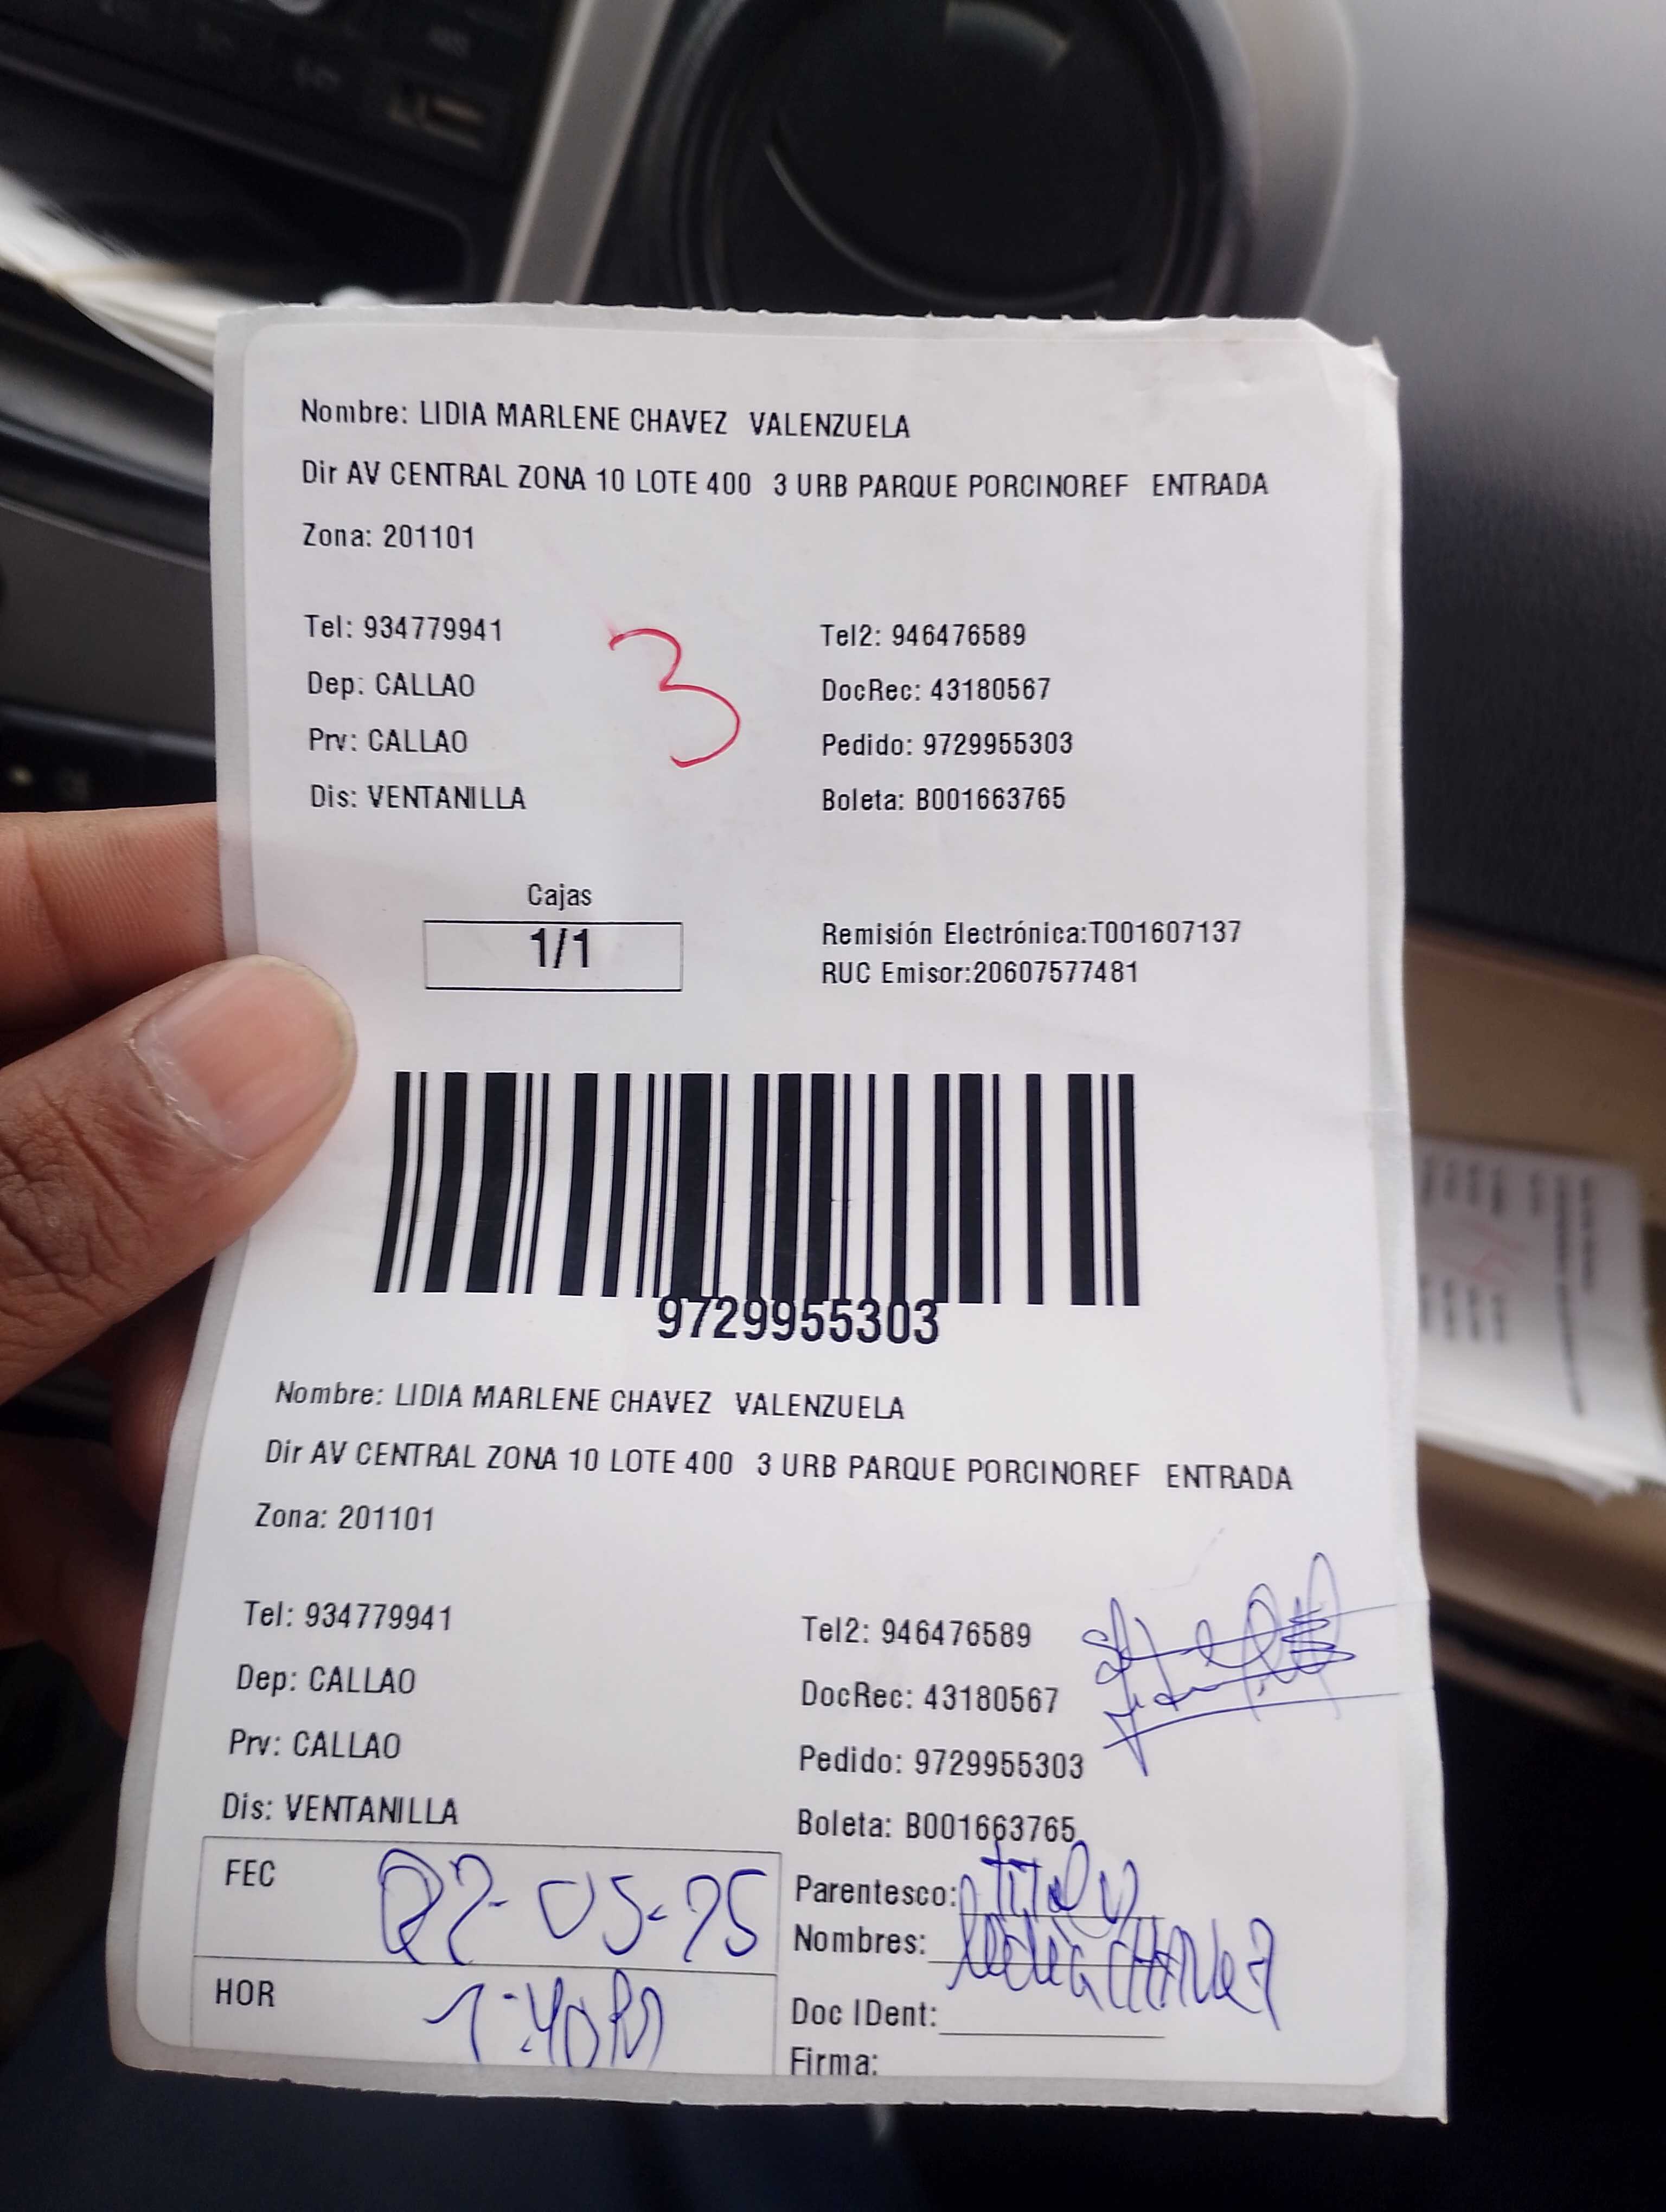 Nombre: LIDIA MARLENE CHAVEZ VALENZUELA
Dir AV CENTRAL ZONA 10 LOTE 400 3 URB PARQUE PORCINOREF ENTRADA
Zona: 201101
Tel: 934779941
Tel2: 946476589
3
Dep: CALLAO
DocRec: 43180567
Prv: CALLAO
Pedido: 9729955303
Dis: VENTANILLA
Boleta: B001663765
Cajas
1/1
Remisión Electrónica:T001607137
RUC Emisor:20607577481
9729955303
Nombre: LIDIA MARLENE CHAVEZ VALENZUELA
Dir AV CENTRAL ZONA 10 LOTE 400 3 URB PARQUE PORCINOREF ENTRADA
Zona: 201101
Tel: 934779941
Tel2: 946476589
Dep: CALLAO
DocRec: 43180567
Prv: CALLAO
Pedido: 9729955303
Dis: VENTANILLA
Boleta: B001663765
FEC 02-05-25
Parentesco:
Nombres: CHAVEZ
HOR 1:40 PM
Doc IDent:
Firma: